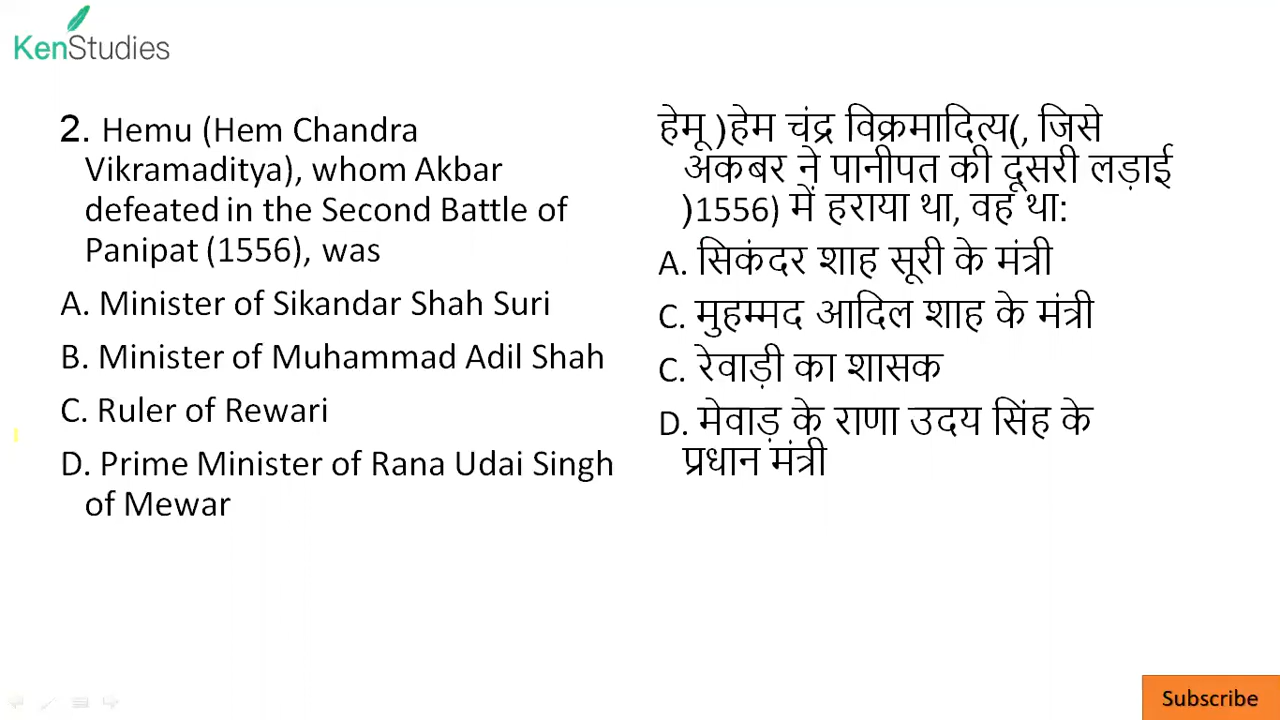 KenStudies
2. Hemu (Hem Chandra
Vikramaditya), whom Akbar
defeated in the Second Battle of
Panipat (1556), was
A. Minister of Sikandar Shah Suri
B. Minister of Muhammad Adil Shah
C. Ruler of Rewari
D. Prime Minister of Rana Udai Singh
of Mewar
हेमू )हेम चंद्र विक्रमादित्य(, जिसे
अकबर ने पानीपत की दूसरी लड़ाई
)1556) में हराया था, वह था:
A. सिकंदर शाह सूरी के मंत्री
C. मुहम्मद आदिल शाह के मंत्री
C. रेवाड़ी का शासक
D. मेवाड़ के राणा उदय सिंह के
प्रधान मंत्री
Subscribe